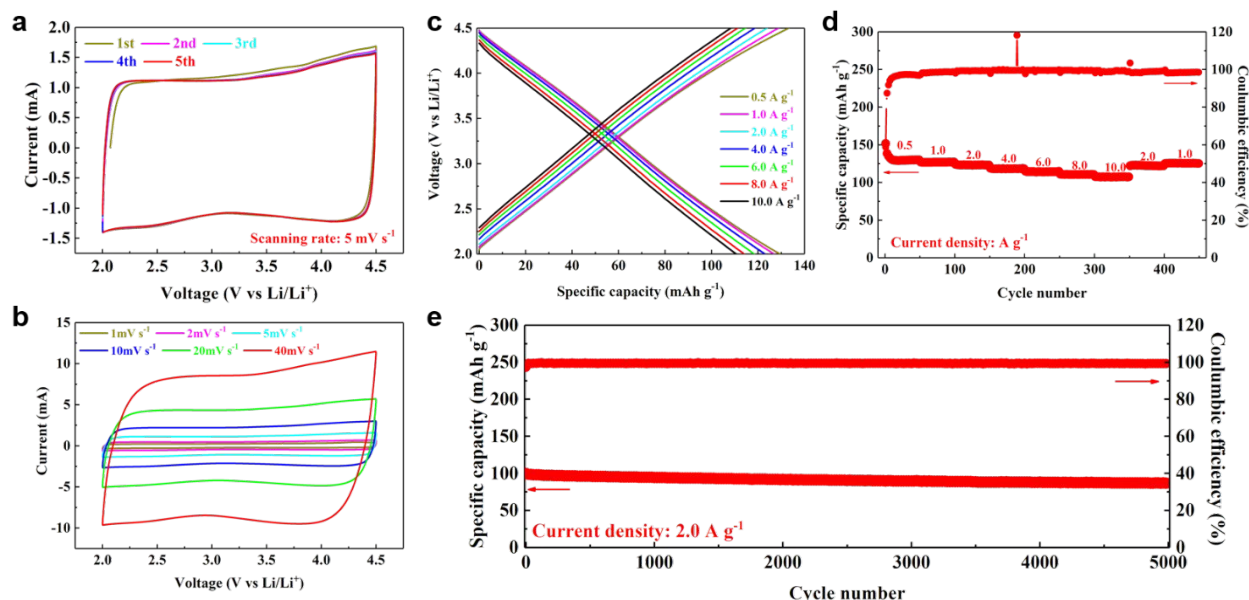 a
1st 2nd 3rd
4th 5th
Current (mA)
1.5
1.0
0.5
0.0
-0.5
-1.0
-1.5
Scanning rate: 5 mV s⁻¹
2.0 2.5 3.0 3.5 4.0 4.5
Voltage (V vs Li/Li⁺)
b
1mV s⁻¹ 2mV s⁻¹ 5mV s⁻¹
10mV s⁻¹ 20mV s⁻¹ 40mV s⁻¹
Current (mA)
15
10
5
0
-5
-10
2.0 2.5 3.0 3.5 4.0 4.5
Voltage (V vs Li/Li⁺)
c
Voltage (V vs Li/Li⁺)
4.5
4.0
3.5
3.0
2.5
2.0
0.5 A g⁻¹
1.0 A g⁻¹
2.0 A g⁻¹
4.0 A g⁻¹
6.0 A g⁻¹
8.0 A g⁻¹
10.0 A g⁻¹
0 20 40 60 80 100 120 140
Specific capacity (mAh g⁻¹)
d
Specific capacity (mAh g⁻¹)
300
250
200
150
100
50
0
0.5 1.0 2.0 4.0 6.0 8.0 10.0 2.0 1.0
Current density: A g⁻¹
120
100
80
60
40
20
0
Coulumbic efficiency (%)
0 100 200 300 400
Cycle number
e
Specific capacity (mAh g⁻¹)
300
250
200
150
100
50
0
Current density: 2.0 A g⁻¹
120
100
80
60
40
20
0
Coulumbic efficiency (%)
0 1000 2000 3000 4000 5000
Cycle number